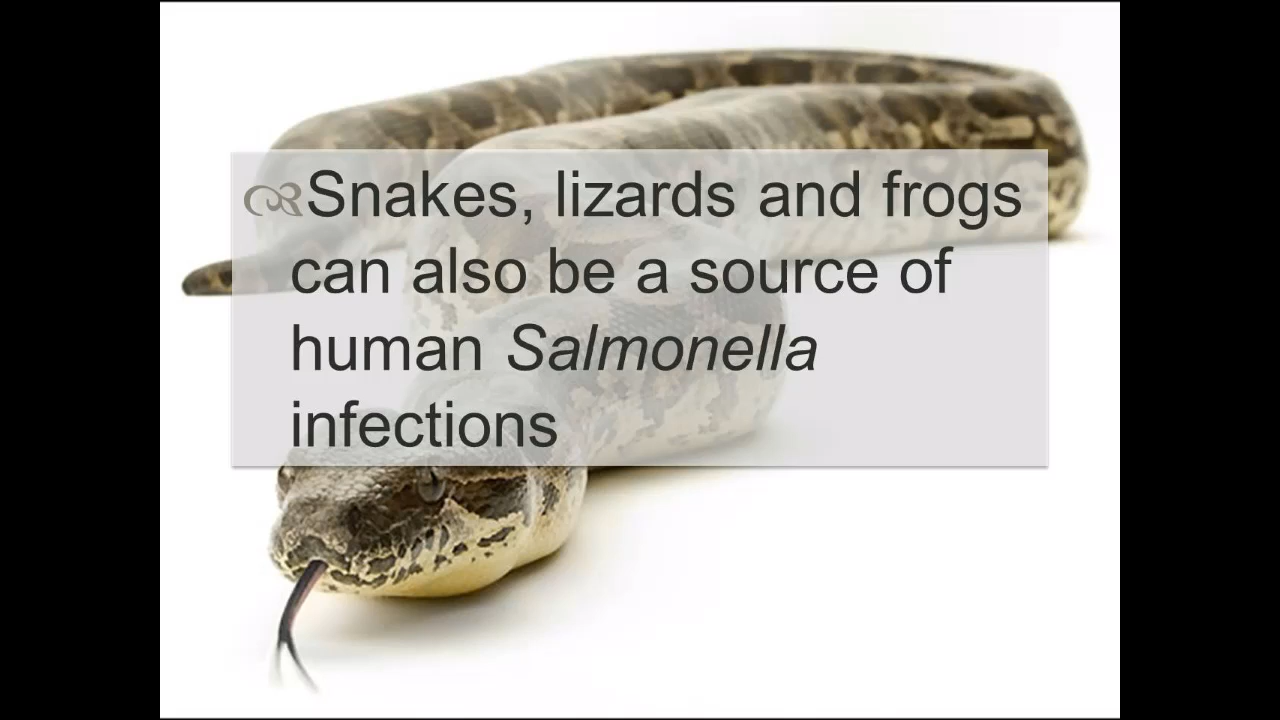 Snakes, lizards and frogs
can also be a source of
human Salmonella
infections